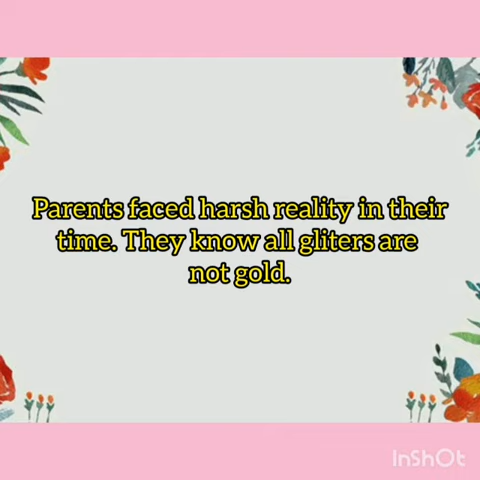 Parents faced harsh reality in their
time. They know all gliters are
not gold.
InShOt